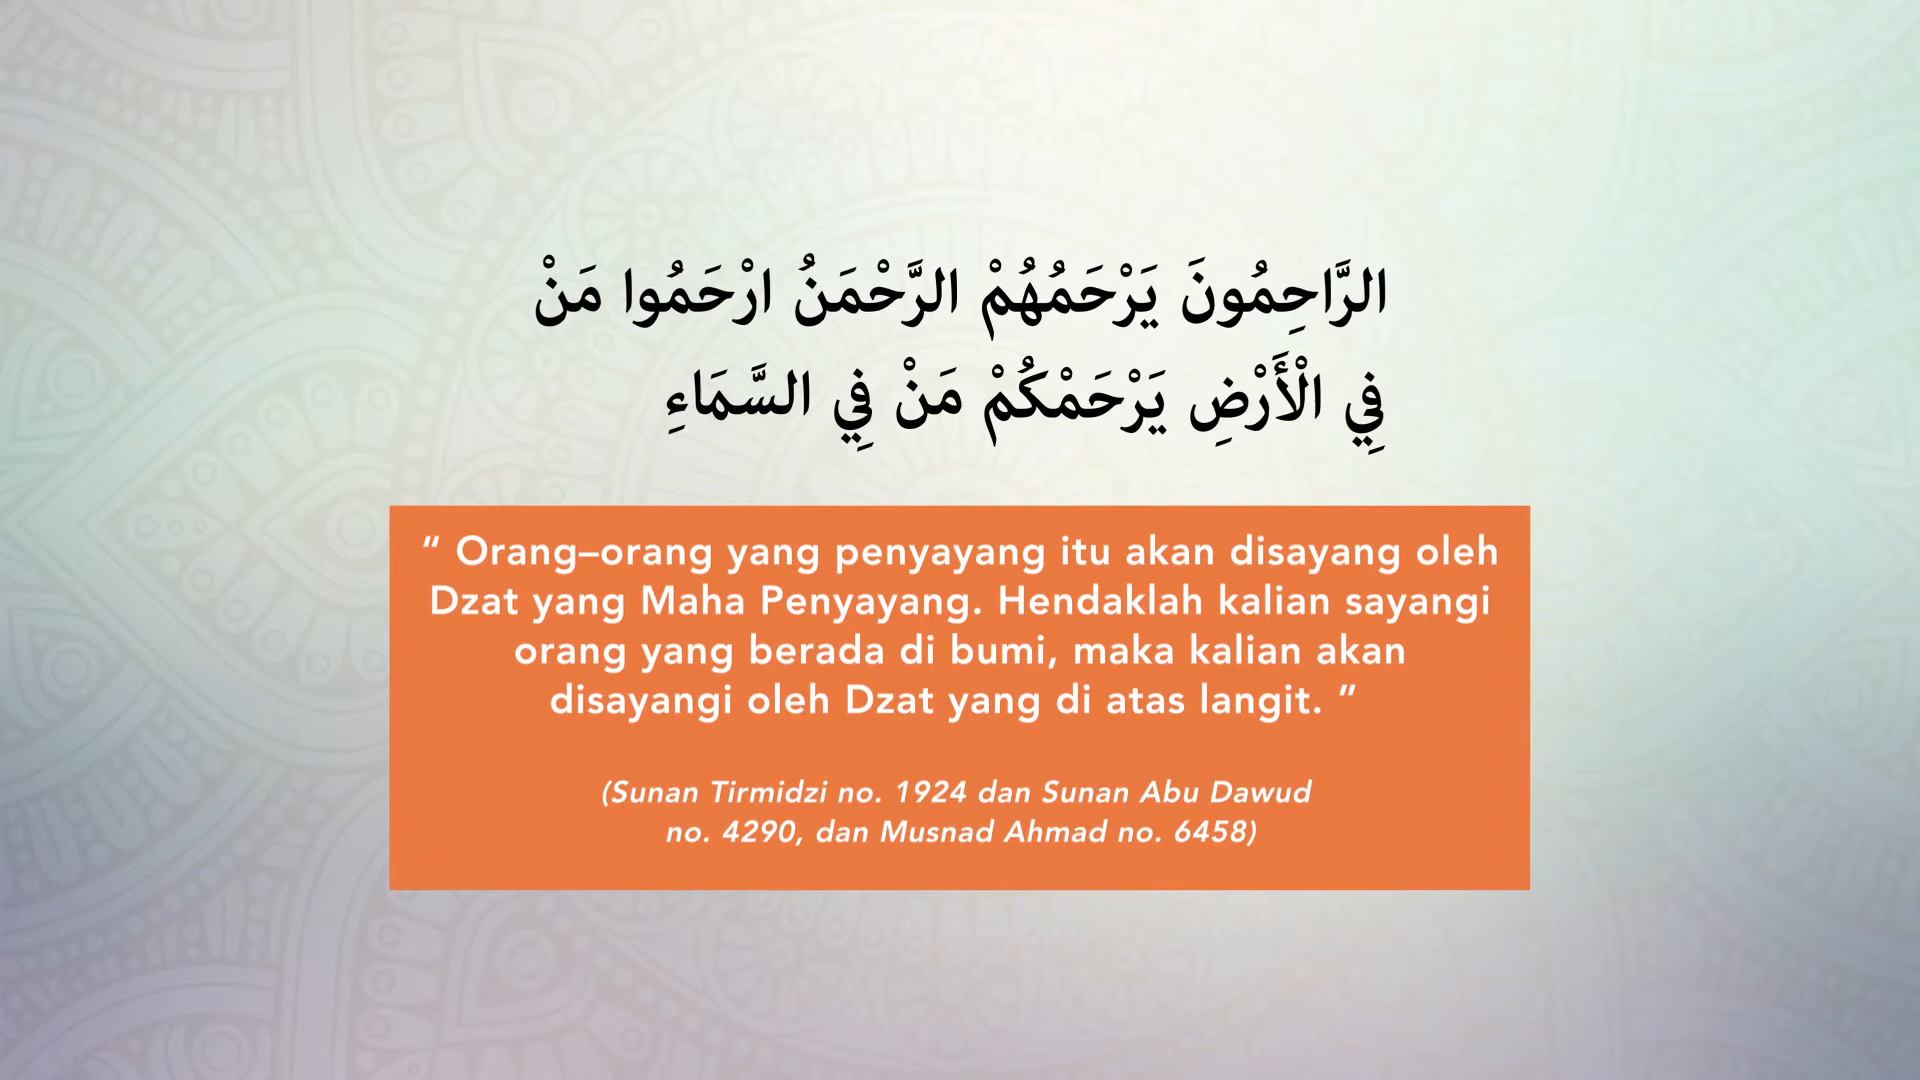 الرَّاحِمُونَ يَرْحَمُهُمْ الرَّحْمَنُ ارْحَمُوا مَنْ
فِي الْأَرْضِ يَرْحَمْكُمْ مَنْ فِي السَّمَاءِ
“ Orang–orang yang penyayang itu akan disayang oleh
Dzat yang Maha Penyayang. Hendaklah kalian sayangi
orang yang berada di bumi, maka kalian akan
disayangi oleh Dzat yang di atas langit. ”
(Sunan Tirmidzi no. 1924 dan Sunan Abu Dawud
no. 4290, dan Musnad Ahmad no. 6458)